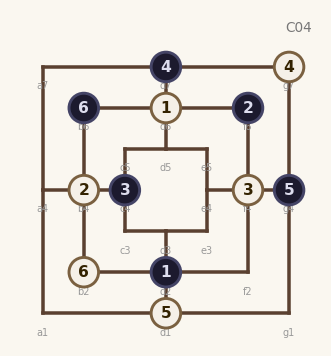 C04
4 4
a7 d7 g7
6 1 2
b6 d6 f6
c5 d5 e5
2 3 3 5
a4 b4 c4 e4 f4 g4
c3 d3 e3
6 1
b2 d2 f2
5
a1 d1 g1